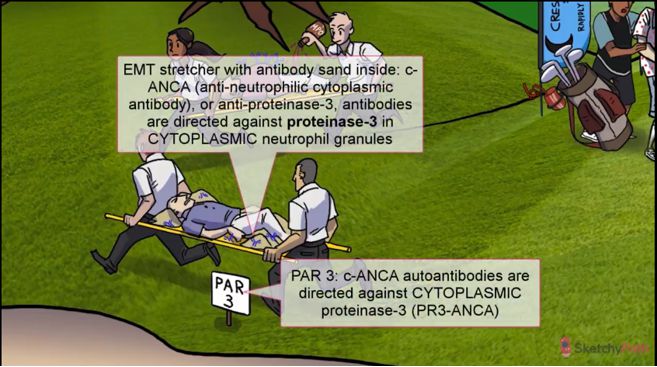 CRES
RAPIDLY
EMT stretcher with antibody sand inside: c-
ANCA (anti-neutrophilic cytoplasmic
antibody), or anti-proteinase-3, antibodies
are directed against proteinase-3 in
CYTOPLASMIC neutrophil granules
PAR
3
PAR 3: c-ANCA autoantibodies are
directed against CYTOPLASMIC
proteinase-3 (PR3-ANCA)
SketchyPath